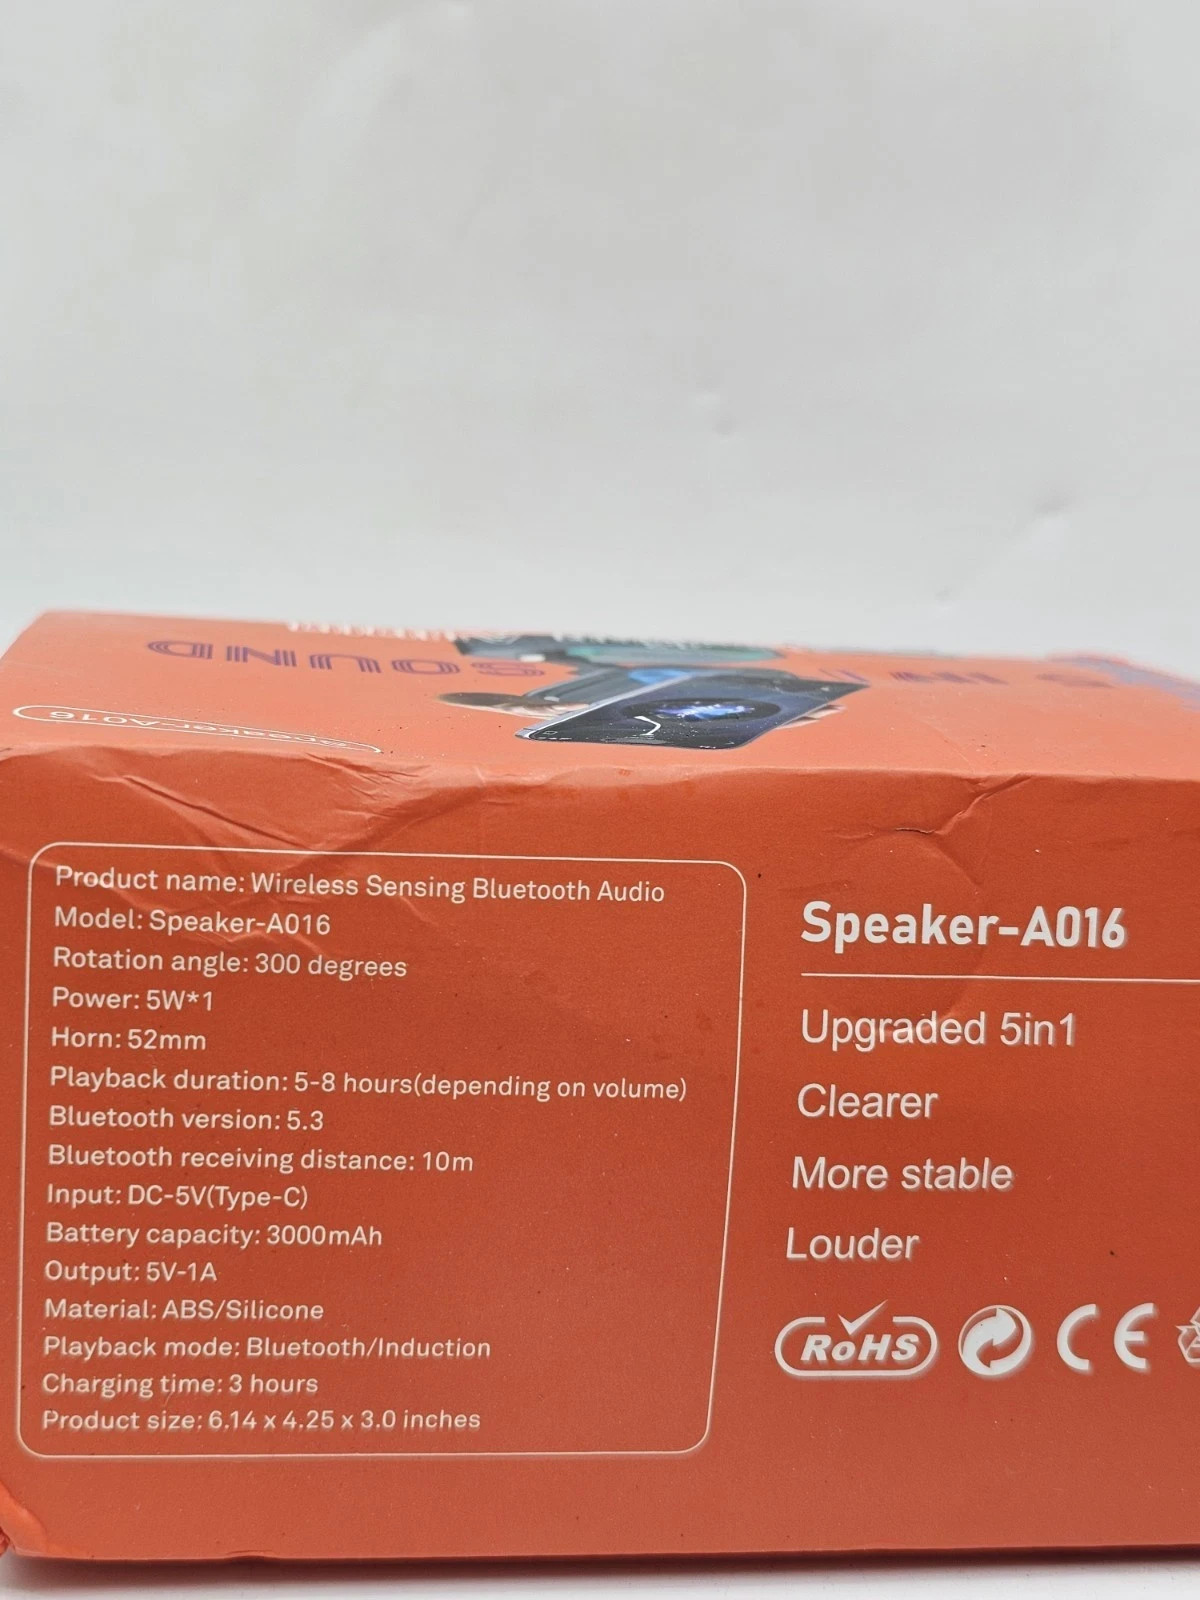 SOUND
Speaker-A016
Product name: Wireless Sensing Bluetooth Audio
Model: Speaker-A016
Rotation angle: 300 degrees
Power: 5W*1
Horn: 52mm
Playback duration: 5-8 hours(depending on volume)
Bluetooth version: 5.3
Bluetooth receiving distance: 10m
Input: DC-5V(Type-C)
Battery capacity: 3000mAh
Output: 5V-1A
Material: ABS/Silicone
Playback mode: Bluetooth/Induction
Charging time: 3 hours
Product size: 6.14 x 4.25 x 3.0 inches
Speaker-A016
Upgraded 5in1
Clearer
More stable
Louder
RoHS CE